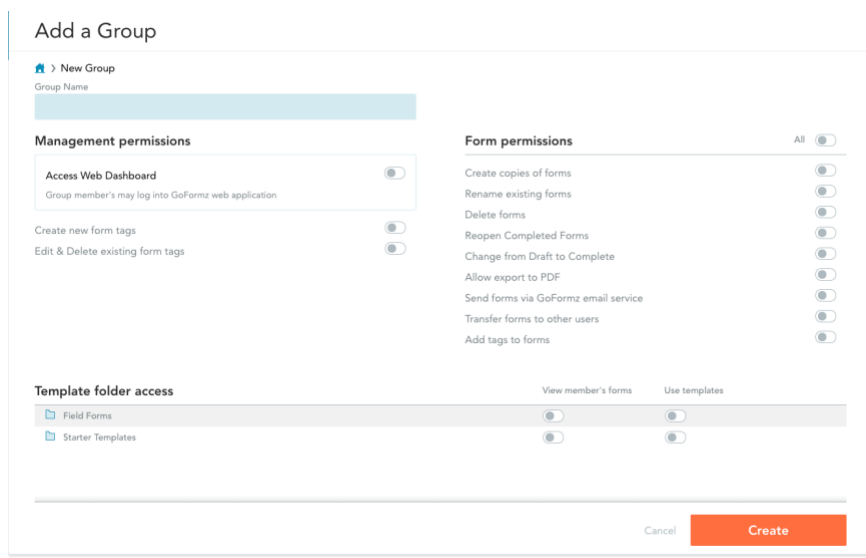 Add a Group
> New Group
Group Name
Management permissions
Access Web Dashboard
Group member's may log into GoFormz web application
Create new form tags
Edit & Delete existing form tags
Form permissions
All
Create copies of forms
Rename existing forms
Delete forms
Reopen Completed Forms
Change from Draft to Complete
Allow export to PDF
Send forms via GoFormz email service
Transfer forms to other users
Add tags to forms
Template folder access
View member's forms
Use templates
Field Forms
Starter Templates
Cancel
Create